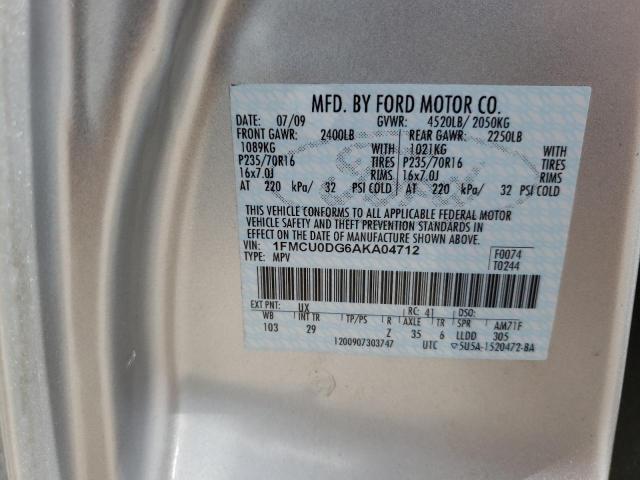 MFD. BY FORD MOTOR CO.
DATE: 07/09 GVWR: 4520LB/ 2050KG
FRONT GAWR: 2400LB REAR GAWR: 2250LB
1089KG WITH 1021KG WITH
P235/70R16 TIRES P235/70R16 TIRES
16x7.0J RIMS 16x7.0J RIMS
AT 220 kPa/ 32 PSI COLD AT 220 kPa/ 32 PSI COLD
THIS VEHICLE CONFORMS TO ALL APPLICABLE FEDERAL MOTOR
VEHICLE SAFETY AND THEFT PREVENTION STANDARDS IN
EFFECT ON THE DATE OF MANUFACTURE SHOWN ABOVE.
VIN: 1FMCU0DG6AKA04712 F0074
TYPE: MPV T0244
EXT PNT: UX RC: 41 DSO:
WB INT TR TP/PS R AXLE TR SPR AM71F
103 29 Z 35 6 LLDD 305
1200907303747 UTC ▽5U5A-1520472-BA